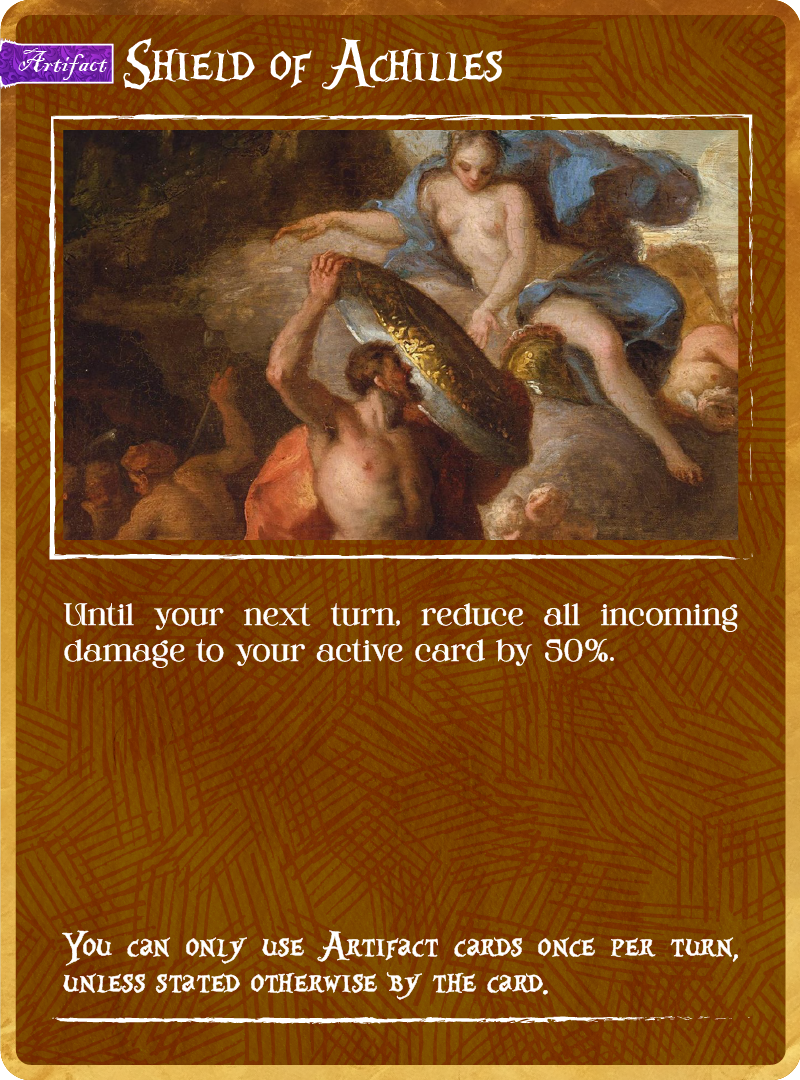 Artifact
Shield of Achilles
Until your next turn, reduce all incoming
damage to your active card by 50%.
You can only use Artifact cards once per turn,
unless stated otherwise by the card.